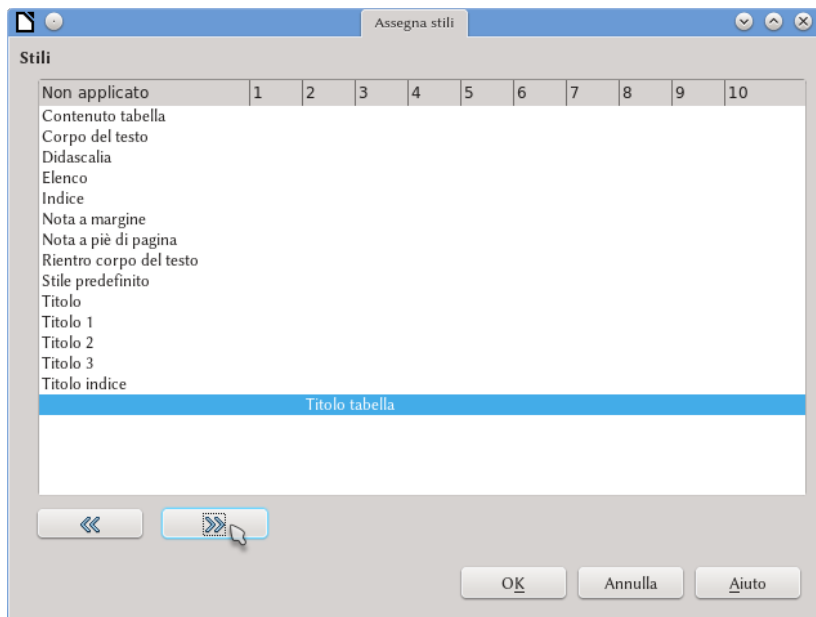 Assegna stili
Stili
Non applicato 1 2 3 4 5 6 7 8 9 10
Contenuto tabella
Corpo del testo
Didascalia
Elenco
Indice
Nota a margine
Nota a piè di pagina
Rientro corpo del testo
Stile predefinito
Titolo
Titolo 1
Titolo 2
Titolo 3
Titolo indice
Titolo tabella
OK Annulla Aiuto